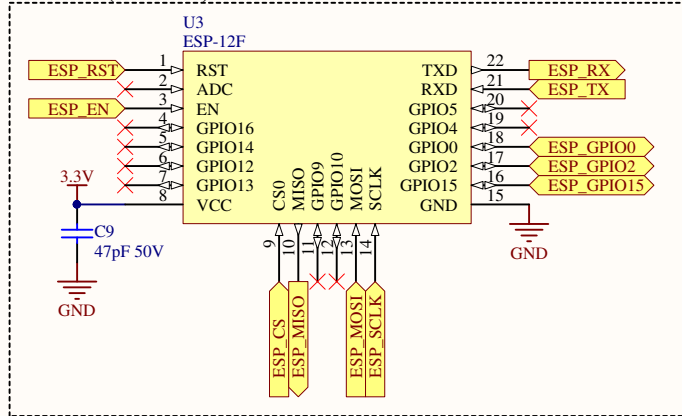 U3
ESP-12F
ESP_RST 1 RST TXD 22 ESP_RX
2 ADC RXD 21 ESP_TX
ESP_EN 3 EN GPIO5 20
4 GPIO16 GPIO4 19
5 GPIO14 GPIO0 18 ESP_GPIO0
6 GPIO12 GPIO2 17 ESP_GPIO2
7 GPIO13 GPIO15 16 ESP_GPIO15
3.3V 8 VCC GND 15
CS0 MISO GPIO9 GPIO10 MOSI SCLK
9 10 11 12 13 14
C9
47pF 50V
GND
GND
ESP_CS ESP_MISO ESP_MOSI ESP_SCLK